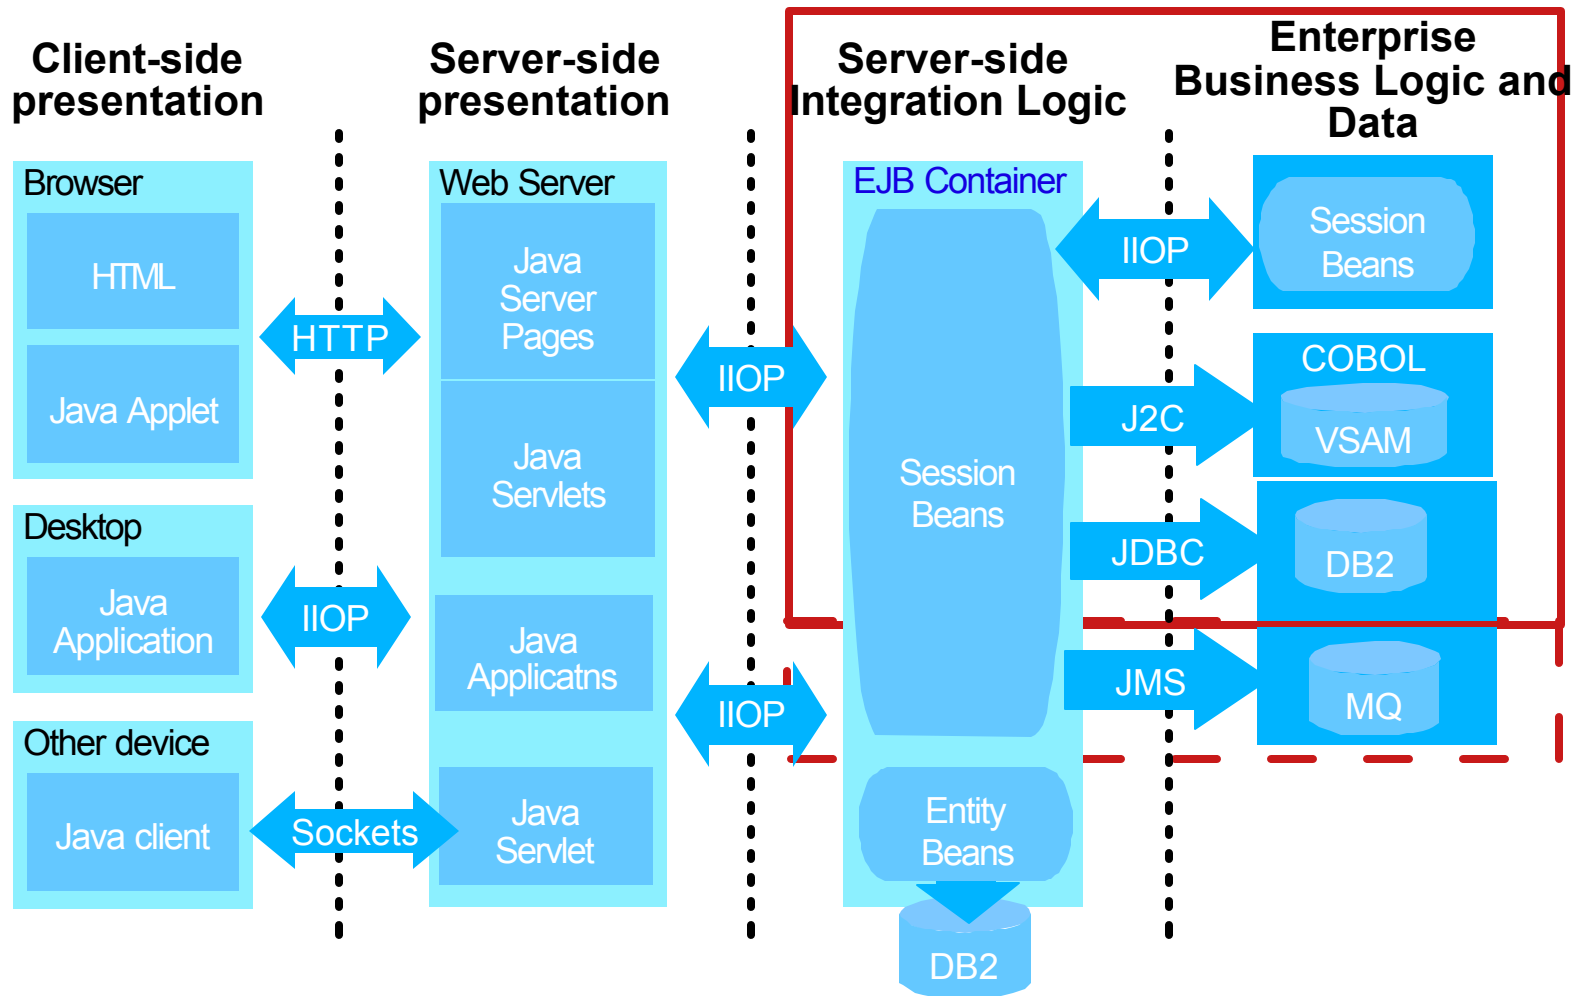 Client-side
presentation
Server-side
presentation
Server-side
Integration Logic
Enterprise
Business Logic and
Data
Browser
HTML
Java Applet
Desktop
Java
Application
Other device
Java client
HTTP
IIOP
Sockets
Web Server
Java
Server
Pages
Java
Servlets
Java
Applicatns
Java
Servlet
IIOP
IIOP
EJB Container
Session
Beans
Entity
Beans
DB2
IIOP
J2C
JDBC
JMS
Session
Beans
COBOL
VSAM
DB2
MQ